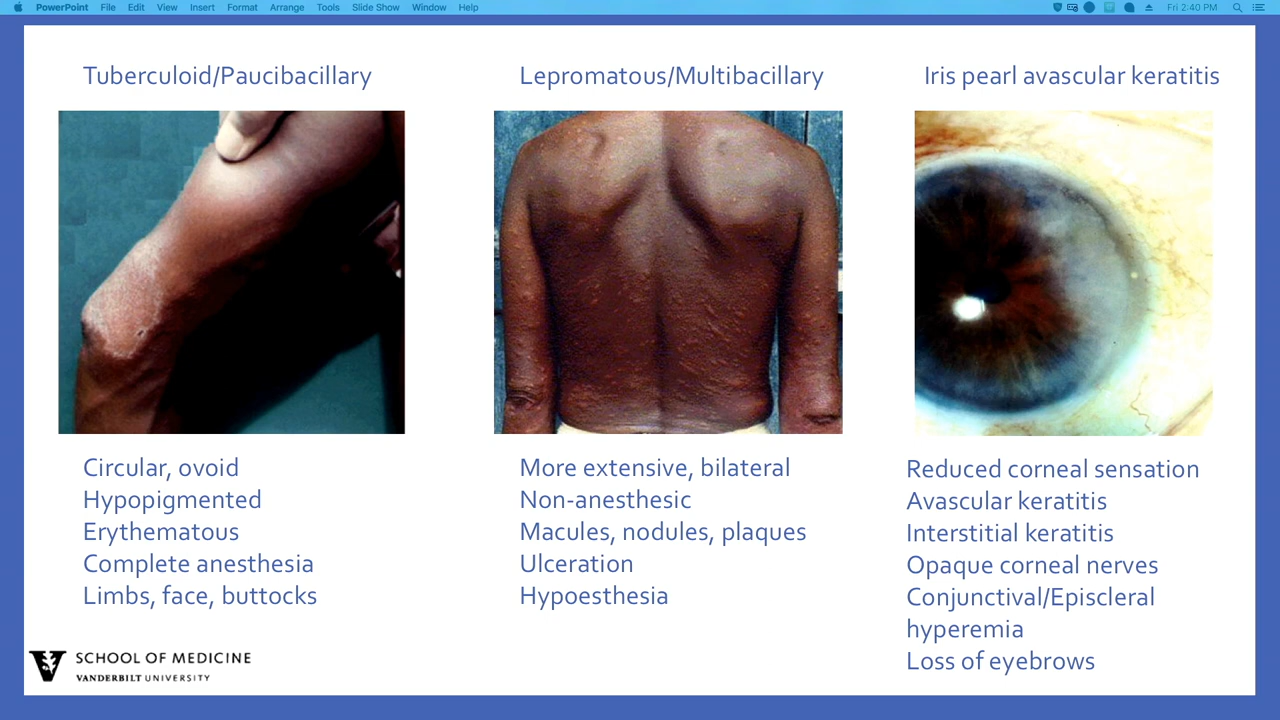 PowerPoint File Edit View Insert Format Arrange Tools Slide Show Window Help Fri 2:40 PM
Tuberculoid/Paucibacillary
Circular, ovoid
Hypopigmented
Erythematous
Complete anesthesia
Limbs, face, buttocks
Lepromatous/Multibacillary
More extensive, bilateral
Non-anesthesic
Macules, nodules, plaques
Ulceration
Hypoesthesia
Iris pearl avascular keratitis
Reduced corneal sensation
Avascular keratitis
Interstitial keratitis
Opaque corneal nerves
Conjunctival/Episcleral
hyperemia
Loss of eyebrows
V SCHOOL OF MEDICINE
VANDERBILT UNIVERSITY